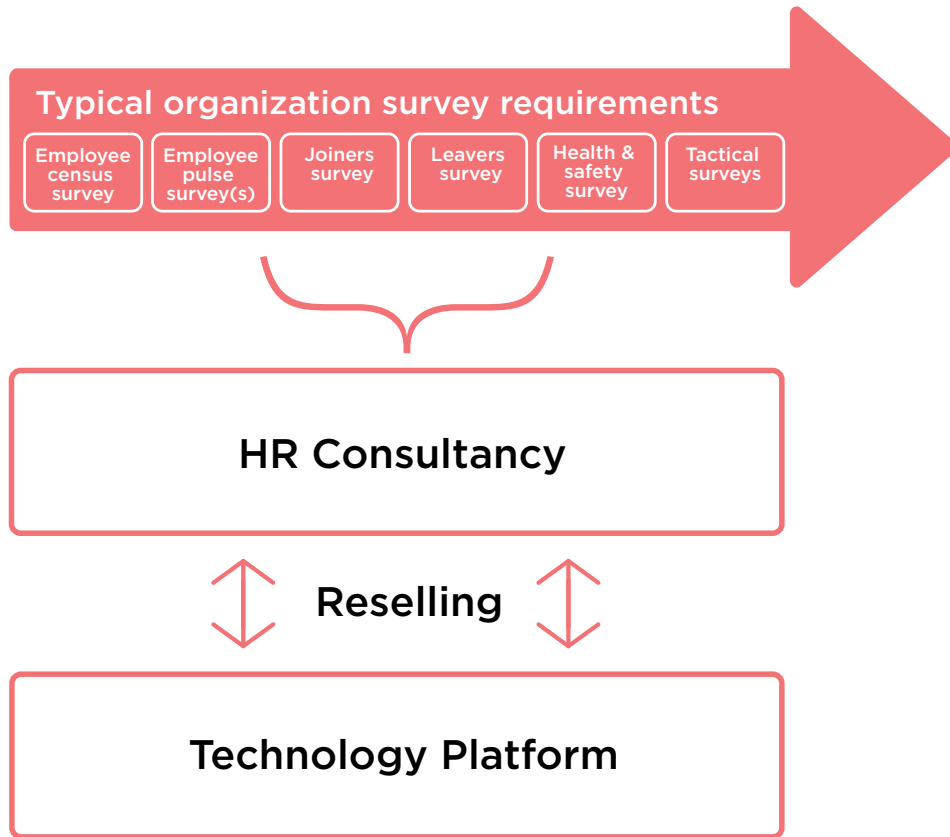 Typical organization survey requirements
Employee
census
survey
Employee
pulse
survey(s)
Joiners
survey
Leavers
survey
Health &
safety
survey
Tactical
surveys
HR Consultancy
Reselling
Technology Platform